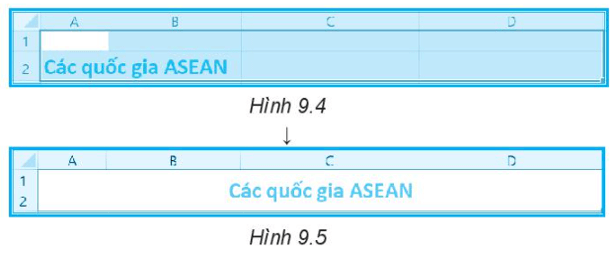 A B C D
1
2 Các quốc gia ASEAN
Hình 9.4
↓
A B C D
1
Các quốc gia ASEAN
2
Hình 9.5